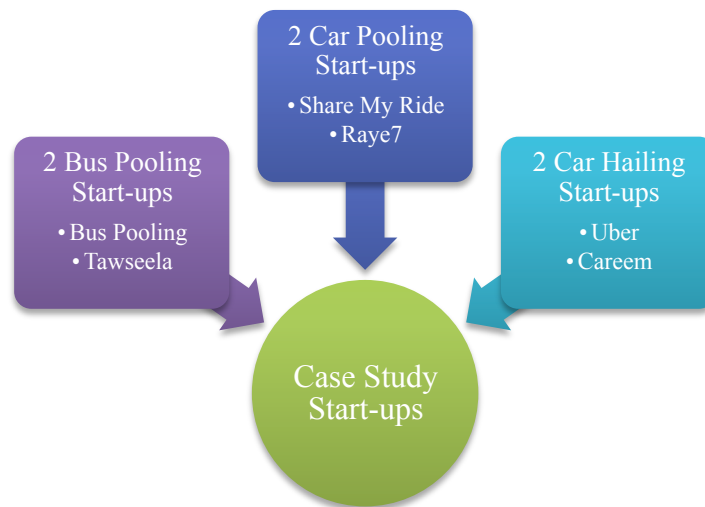 2 Car Pooling
Start-ups
• Share My Ride
• Raye7
2 Bus Pooling
Start-ups
• Bus Pooling
• Tawseela
2 Car Hailing
Start-ups
• Uber
• Careem
Case Study
Start-ups